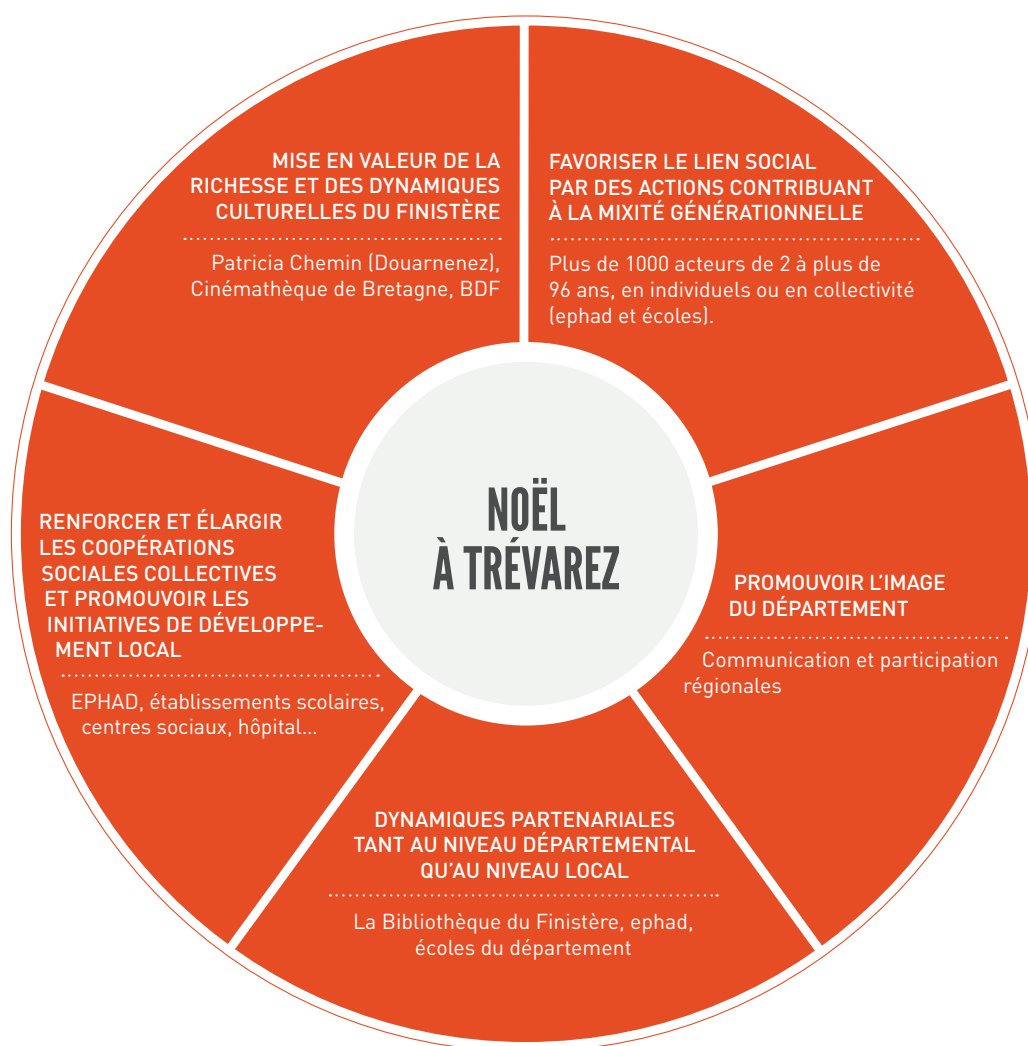 MISE EN VALEUR DE LA
RICHESSE ET DES DYNAMIQUES
CULTURELLES DU FINISTÈRE
Patricia Chemin (Douarnenez),
Cinémathèque de Bretagne, BDF
FAVORISER LE LIEN SOCIAL
PAR DES ACTIONS CONTRIBUANT
À LA MIXITÉ GÉNÉRATIONNELLE
Plus de 1000 acteurs de 2 à plus de
96 ans, en individuels ou en collectivité
(ephad et écoles).
NOËL
À TRÉVAREZ
RENFORCER ET ÉLARGIR
LES COOPÉRATIONS
SOCIALES COLLECTIVES
ET PROMOUVOIR LES
INITIATIVES DE DÉVELOPPE-
MENT LOCAL
EPHAD, établissements scolaires,
centres sociaux, hôpital...
PROMOUVOIR L'IMAGE
DU DÉPARTEMENT
Communication et participation
régionales
DYNAMIQUES PARTENARIALES
TANT AU NIVEAU DÉPARTEMENTAL
QU'AU NIVEAU LOCAL
La Bibliothèque du Finistère, ephad,
écoles du département